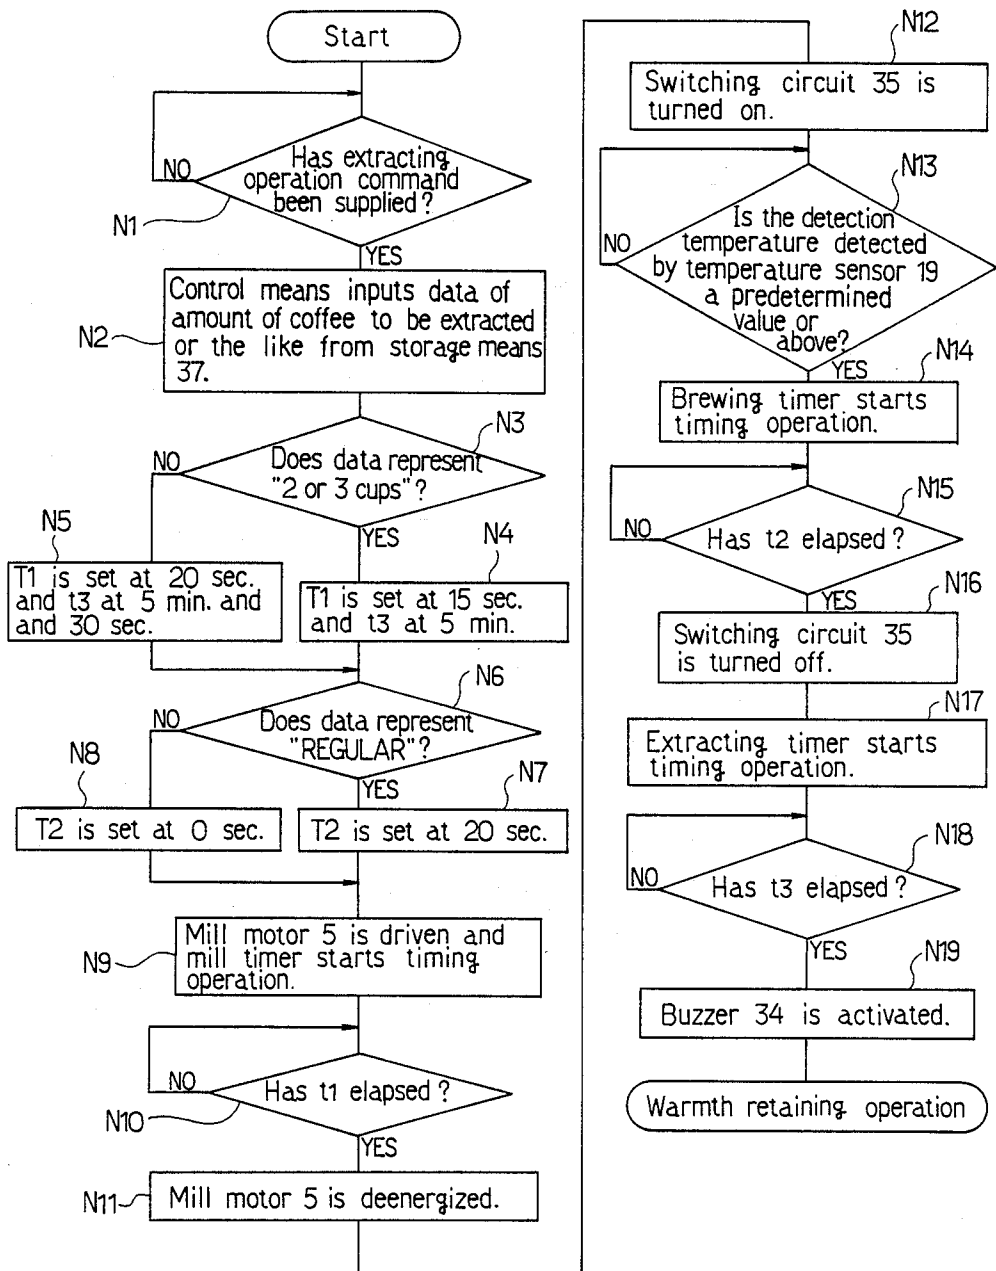 Start
Has extracting
operation command
been supplied?
NO
N1
YES
Control means inputs data of
amount of coffee to be extracted
or the like from storage means
37.
N2
N3
Does data represent
"2 or 3 cups"?
NO
YES
N5
T1 is set at 20 sec.
and t3 at 5 min. and
and 30 sec.
N4
T1 is set at 15 sec.
and t3 at 5 min.
N6
Does data represent
"REGULAR"?
NO
YES
N8
T2 is set at 0 sec.
N7
T2 is set at 20 sec.
N9
Mill motor 5 is driven and
mill timer starts timing
operation.
NO
Has t1 elapsed?
N10
YES
N11
Mill motor 5 is deenergized.
N12
Switching circuit 35 is
turned on.
N13
Is the detection
temperature detected
by temperature sensor 19
a predetermined
value or
above?
NO
YES
N14
Brewing timer starts
timing operation.
N15
Has t2 elapsed?
NO
YES
N16
Switching circuit 35
is turned off.
N17
Extracting timer starts
timing operation.
N18
Has t3 elapsed?
NO
YES
N19
Buzzer 34 is activated.
Warmth retaining operation